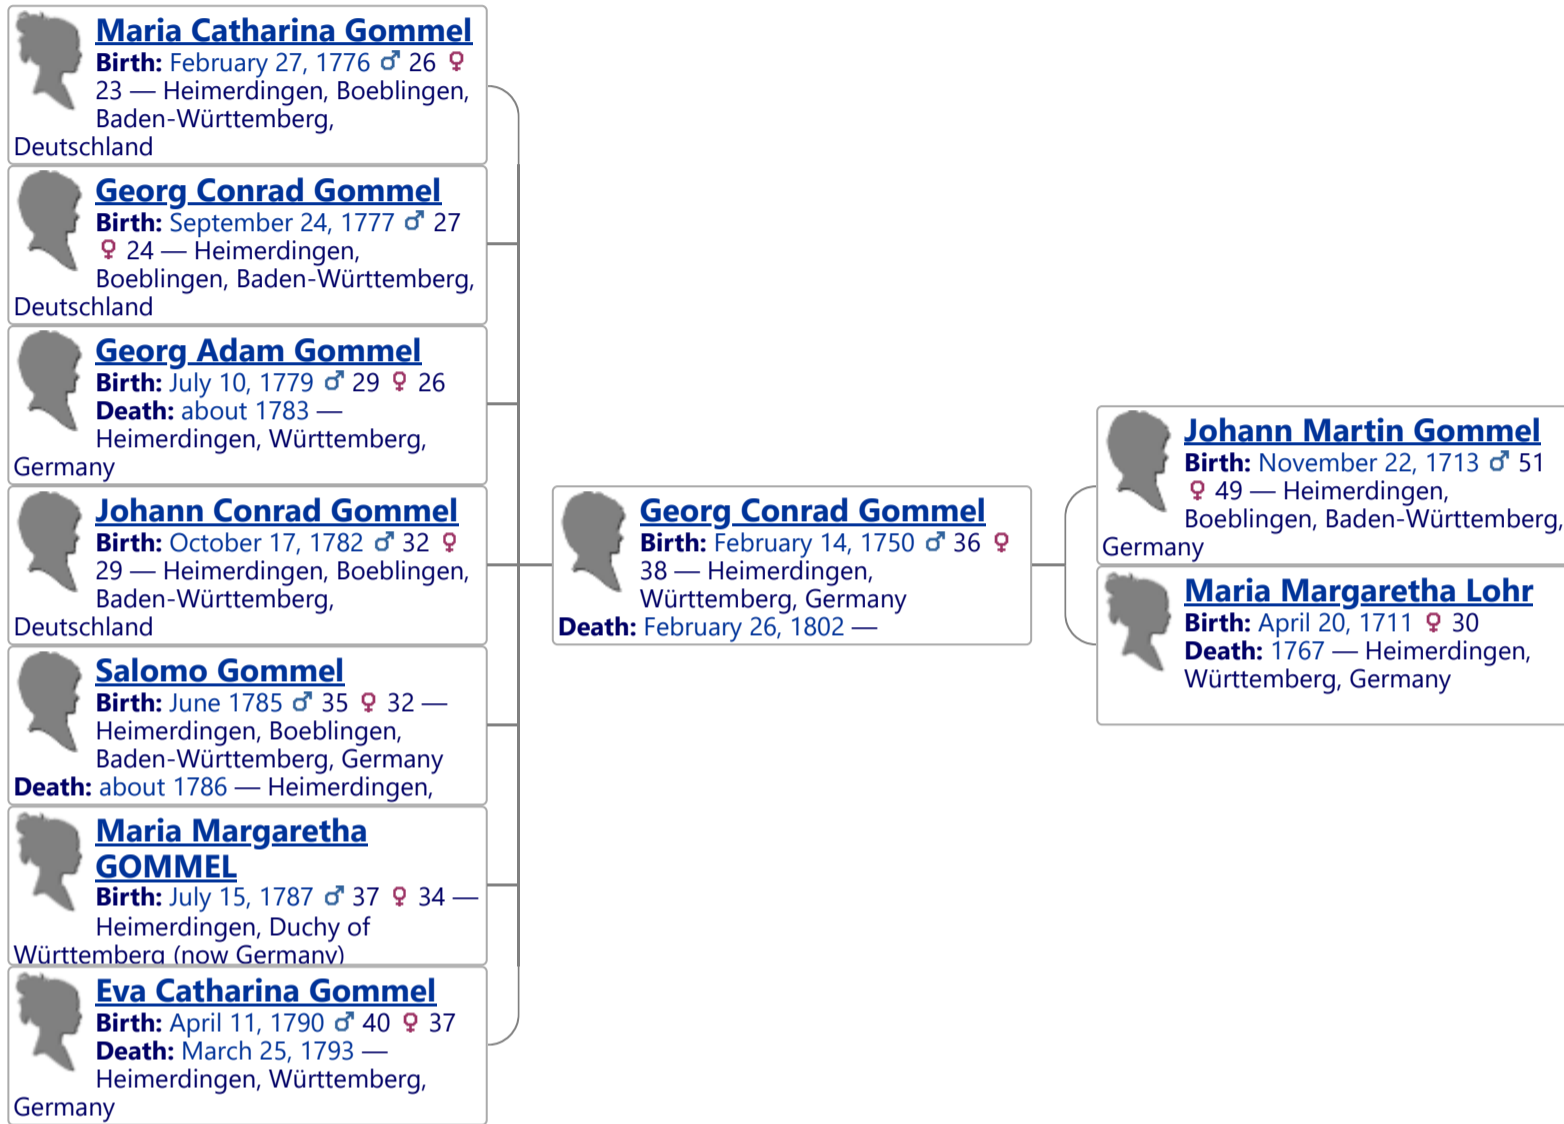 Maria Catharina Gommel
Birth: February 27, 1776 ♂ 26 ♀
23 — Heimerdingen, Boeblingen,
Baden-Württemberg,
Deutschland
Georg Conrad Gommel
Birth: September 24, 1777 ♂ 27
♀ 24 — Heimerdingen,
Boeblingen, Baden-Württemberg,
Deutschland
Georg Adam Gommel
Birth: July 10, 1779 ♂ 29 ♀ 26
Death: about 1783 —
Heimerdingen, Württemberg,
Germany
Johann Conrad Gommel
Birth: October 17, 1782 ♂ 32 ♀
29 — Heimerdingen, Boeblingen,
Baden-Württemberg,
Deutschland
Salomo Gommel
Birth: June 1785 ♂ 35 ♀ 32 —
Heimerdingen, Boeblingen,
Baden-Württemberg, Germany
Death: about 1786 — Heimerdingen,
Maria Margaretha
GOMMEL
Birth: July 15, 1787 ♂ 37 ♀ 34 —
Heimerdingen, Duchy of
Württemberg (now Germany)
Eva Catharina Gommel
Birth: April 11, 1790 ♂ 40 ♀ 37
Death: March 25, 1793 —
Heimerdingen, Württemberg,
Germany
Georg Conrad Gommel
Birth: February 14, 1750 ♂ 36 ♀
38 — Heimerdingen,
Württemberg, Germany
Death: February 26, 1802 —
Johann Martin Gommel
Birth: November 22, 1713 ♂ 51
♀ 49 — Heimerdingen,
Boeblingen, Baden-Württemberg,
Germany
Maria Margaretha Lohr
Birth: April 20, 1711 ♀ 30
Death: 1767 — Heimerdingen,
Württemberg, Germany